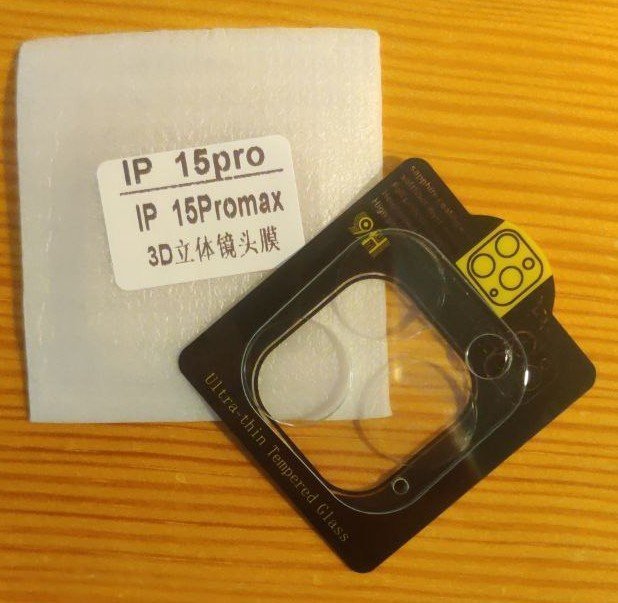 IP 15pro
IP 15Promax
3D立体镜头膜
9H
Ultra-thin Tempered Glass